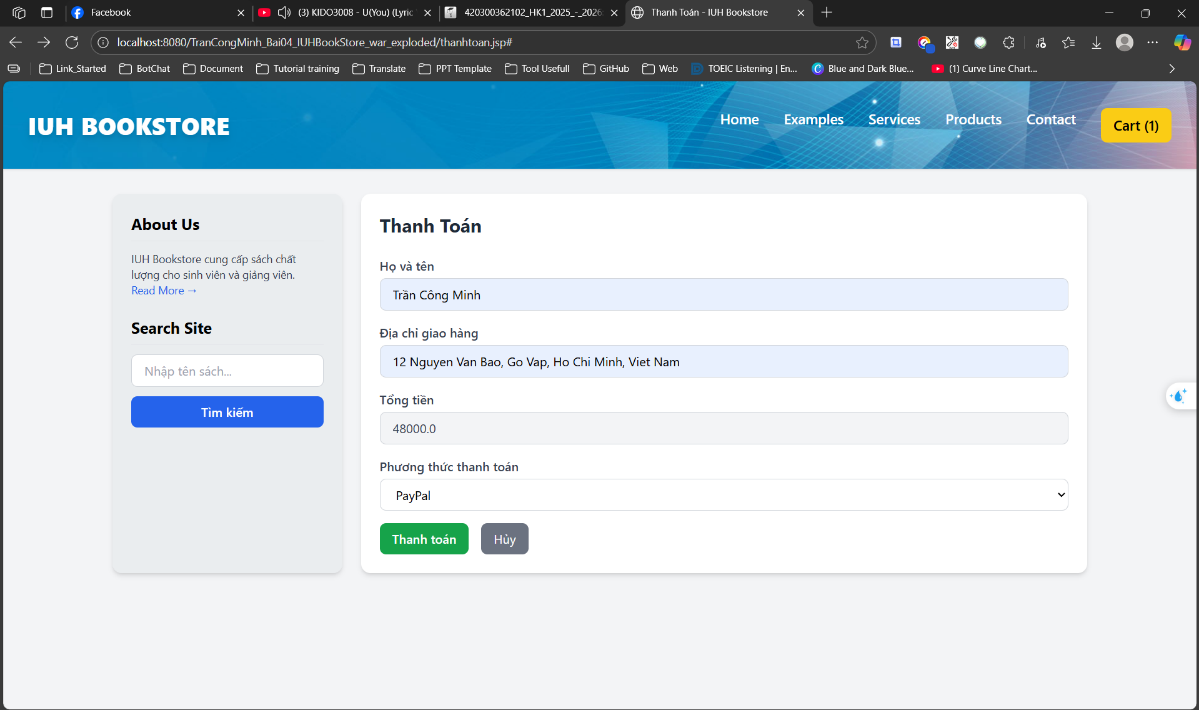 Facebook
(3) KIDO3008 - U(You) (Lyric
420300362102_HK1_2025_-_2026
Thanh Toán - IUH Bookstore
localhost:8080/TranCongMinh_Bai04_IUHBookStore_war_exploded/thanhtoan.jsp#
Link_Started
BotChat
Document
Tutorial training
Translate
PPT Template
Tool Usefull
GitHub
Web
TOEIC Listening | En...
Blue and Dark Blue...
(1) Curve Line Chart...
IUH BOOKSTORE
Home
Examples
Services
Products
Contact
Cart (1)
About Us
IUH Bookstore cung cấp sách chất
lượng cho sinh viên và giảng viên.
Read More →
Search Site
Nhập tên sách...
Tìm kiếm
Thanh Toán
Họ và tên
Trần Công Minh
Địa chỉ giao hàng
12 Nguyen Van Bao, Go Vap, Ho Chi Minh, Viet Nam
Tổng tiền
48000.0
Phương thức thanh toán
PayPal
Thanh toán
Hủy